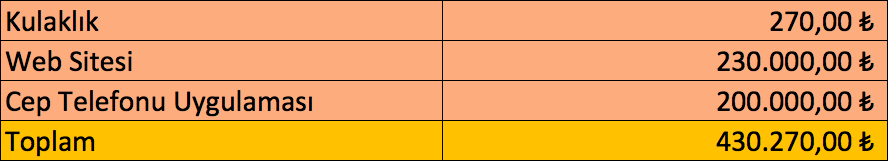 Kulaklık 270,00 ₺
Web Sitesi 230.000,00 ₺
Cep Telefonu Uygulaması 200.000,00 ₺
Toplam 430.270,00 ₺